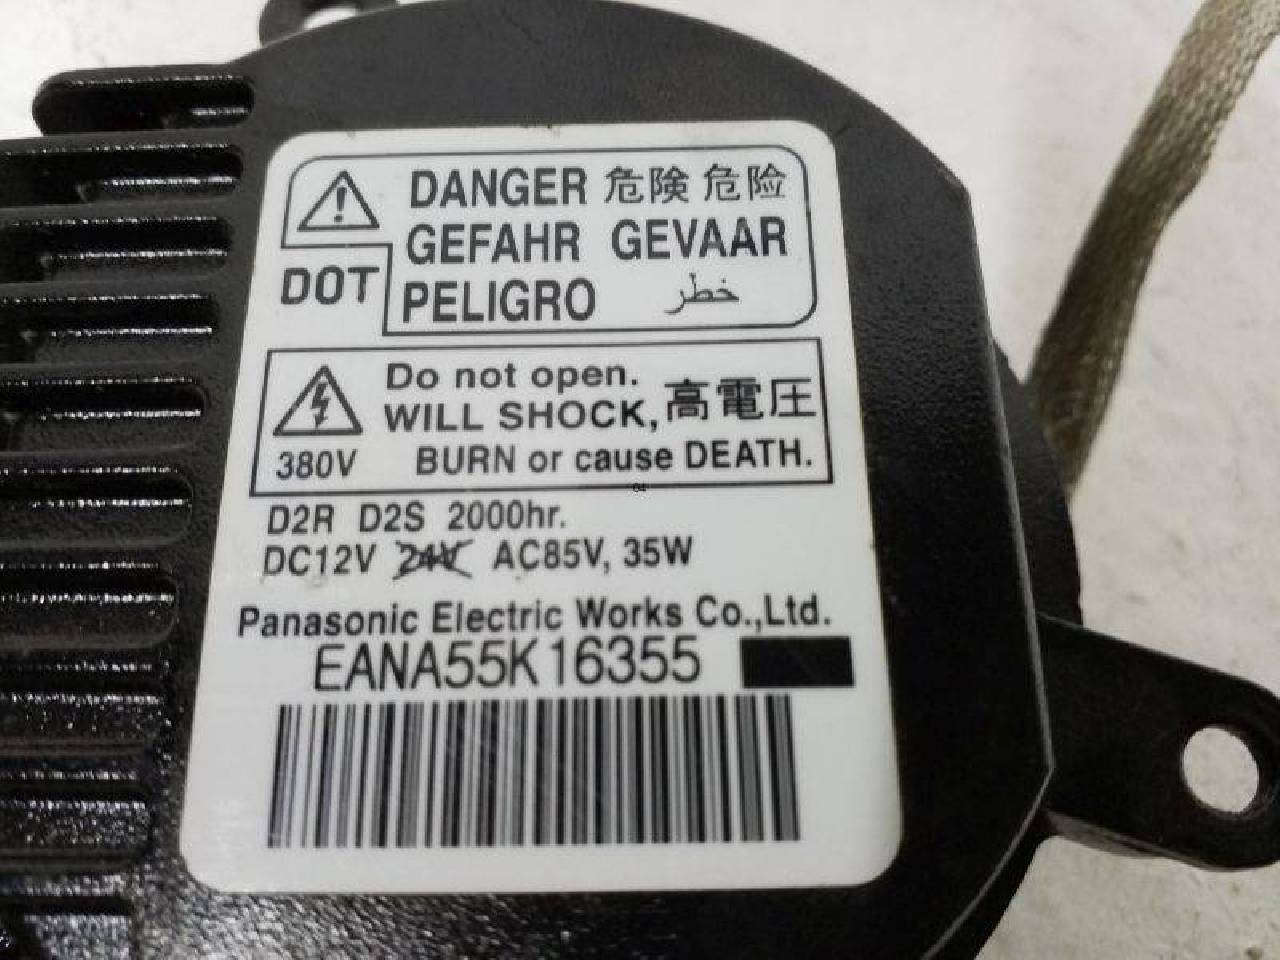 DANGER 危険 危险
GEFAHR GEVAAR
DOT PELIGRO خطر
Do not open.
WILL SHOCK, 高電圧
380V BURN or cause DEATH.
04
D2R D2S 2000hr.
DC12V 24V AC85V, 35W
Panasonic Electric Works Co.,Ltd.
EANA55K16355